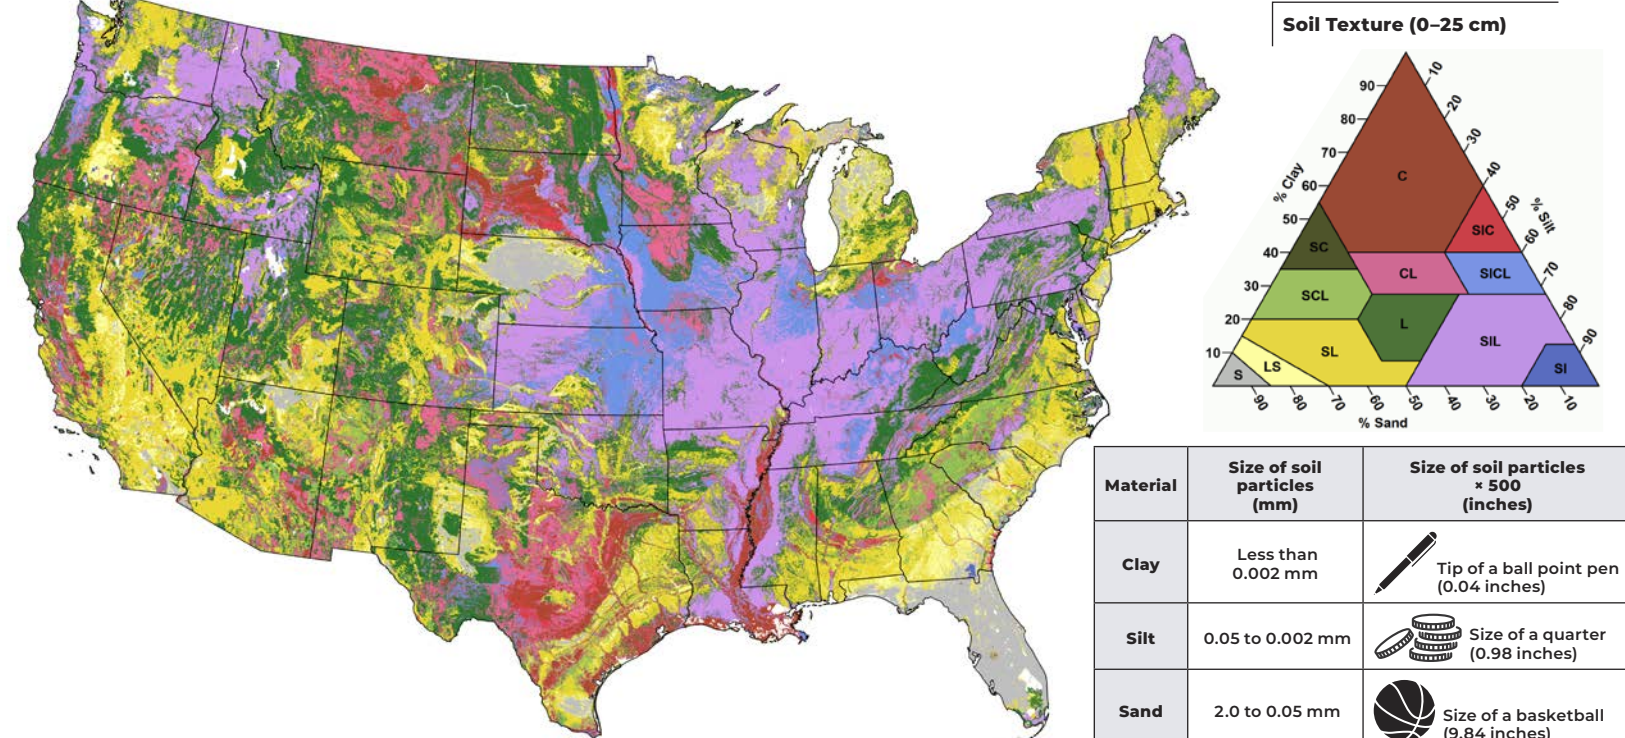 Soil Texture (0–25 cm)
90
80
70
60
50
40
30
20
10
% Clay
10
20
30
40
50
60
70
80
90
% Silt
C
SC
SIC
CL
SICL
SCL
L
SL
SIL
LS
S
SI
90
80
70
60
50
40
30
20
10
% Sand
Material
Size of soil
particles
(mm)
Size of soil particles
× 500
(inches)
Clay
Less than
0.002 mm
Tip of a ball point pen
(0.04 inches)
Silt
0.05 to 0.002 mm
Size of a quarter
(0.98 inches)
Sand
2.0 to 0.05 mm
Size of a basketball
(9.84 inches)